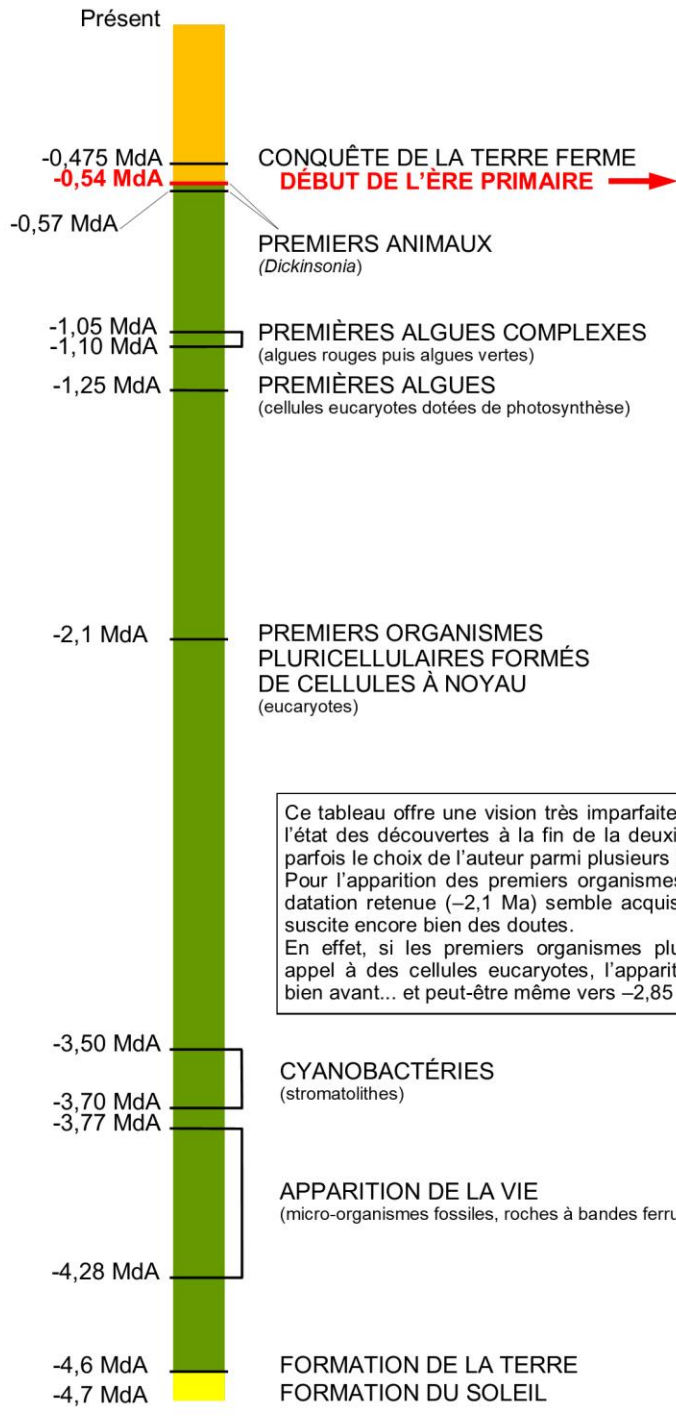 Présent
-0,475 MdA CONQUÊTE DE LA TERRE FERME
-0,54 MdA DÉBUT DE L’ÈRE PRIMAIRE
-0,57 MdA
PREMIERS ANIMAUX
(Dickinsonia)
-1,05 MdA PREMIÈRES ALGUES COMPLEXES
-1,10 MdA (algues rouges puis algues vertes)
-1,25 MdA PREMIÈRES ALGUES
(cellules eucaryotes dotées de photosynthèse)
-2,1 MdA PREMIERS ORGANISMES
PLURICELLULAIRES FORMÉS
DE CELLULES À NOYAU
(eucaryotes)
Ce tableau offre une vision très imparfaite
l’état des découvertes à la fin de la deuxi
parfois le choix de l’auteur parmi plusieurs
Pour l’apparition des premiers organismes
datation retenue (–2,1 Ma) semble acquis
suscite encore bien des doutes.
En effet, si les premiers organismes plu
appel à des cellules eucaryotes, l’apparit
bien avant... et peut-être même vers –2,85
-3,50 MdA
CYANOBACTÉRIES
(stromatolithes)
-3,70 MdA
-3,77 MdA
APPARITION DE LA VIE
(micro-organismes fossiles, roches à bandes ferru
-4,28 MdA
-4,6 MdA FORMATION DE LA TERRE
-4,7 MdA FORMATION DU SOLEIL